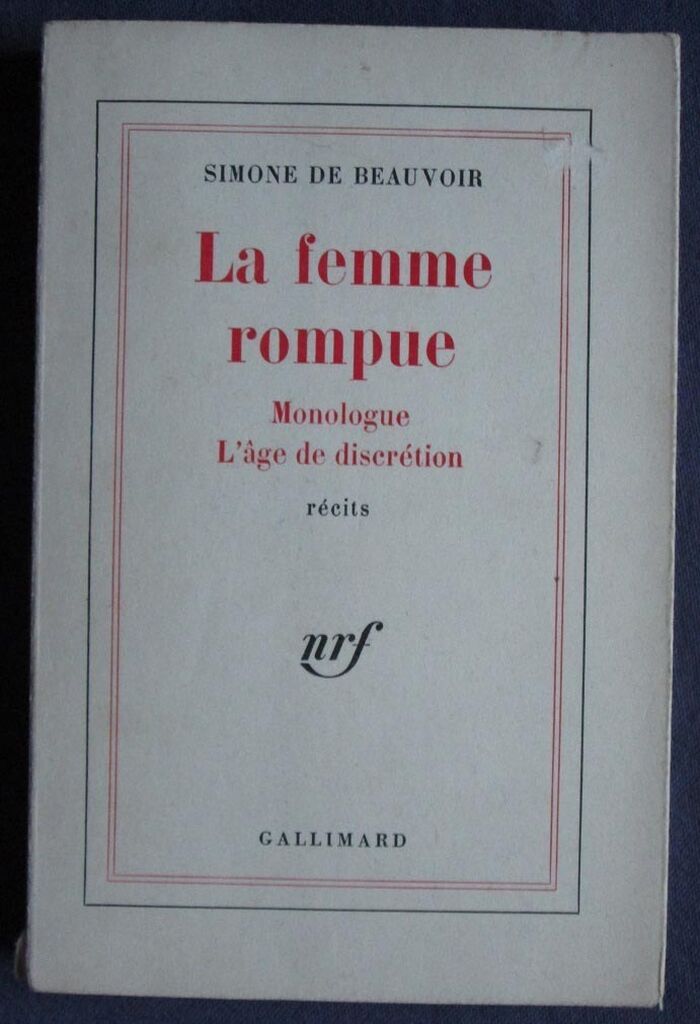 SIMONE DE BEAUVOIR
La femme
rompue
Monologue
L'âge de discrétion
récits
nrf
GALLIMARD